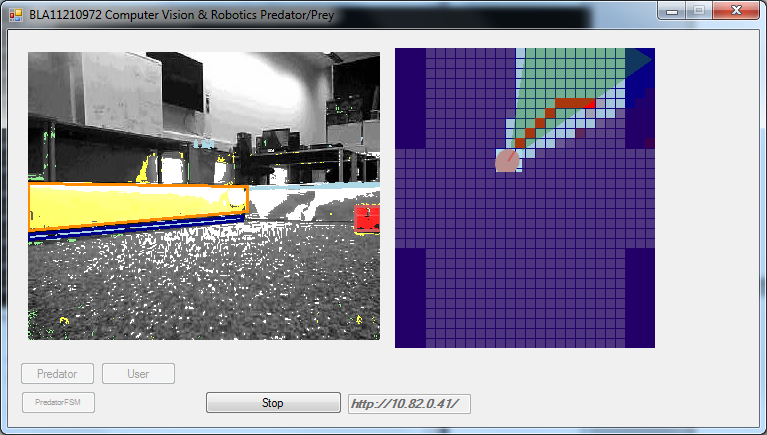 BLA11210972 Computer Vision & Robotics Predator/Prey
Predator
User
PredatorFSM
Stop
http://10.82.0.41/